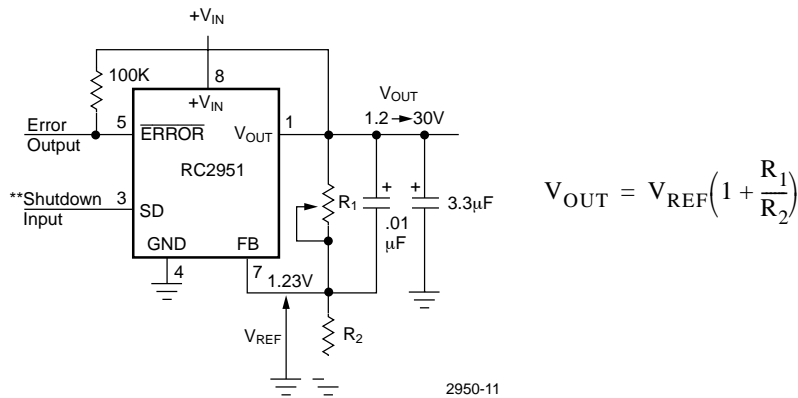 +V_IN
100K
8
+V_IN
V_OUT
1.2 → 30V
Error
Output
5
ERROR
V_OUT
1
RC2951
**Shutdown
Input
3
SD
R_1
+
.01
µF
+
3.3µF
GND
FB
4
7
1.23V
V_REF
R_2
2950-11
V_OUT = V_REF(1 + R_1/R_2)